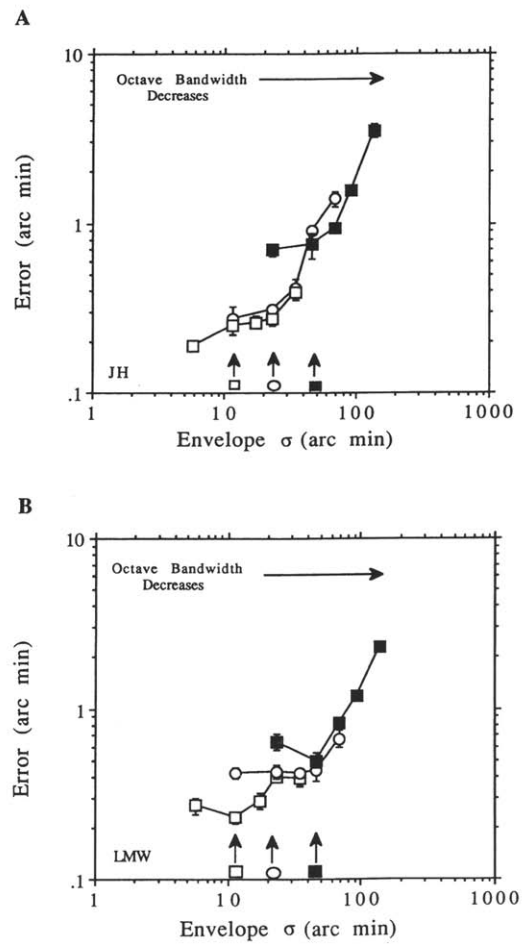 A
10
Octave Bandwidth
Decreases
1
Error (arc min)
JH
.1
1 10 100 1000
Envelope σ (arc min)
B
10
Octave Bandwidth
Decreases
1
Error (arc min)
LMW
.1
1 10 100 1000
Envelope σ (arc min)